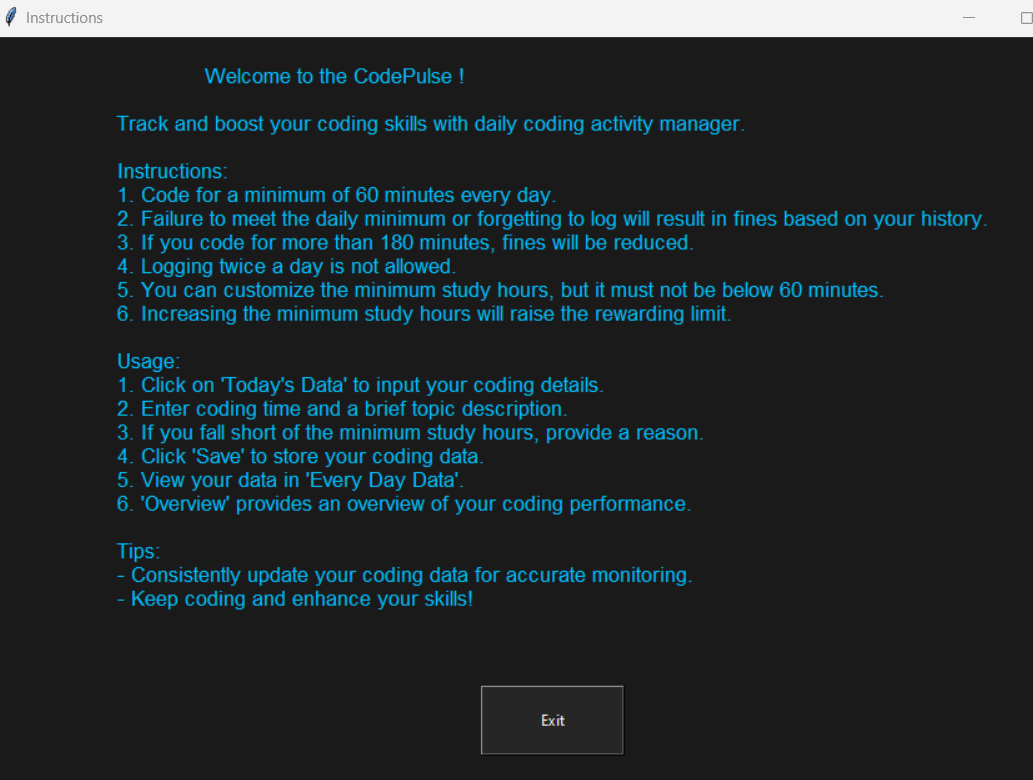 Instructions
Welcome to the CodePulse !
Track and boost your coding skills with daily coding activity manager.
Instructions:
1. Code for a minimum of 60 minutes every day.
2. Failure to meet the daily minimum or forgetting to log will result in fines based on your history.
3. If you code for more than 180 minutes, fines will be reduced.
4. Logging twice a day is not allowed.
5. You can customize the minimum study hours, but it must not be below 60 minutes.
6. Increasing the minimum study hours will raise the rewarding limit.
Usage:
1. Click on 'Today's Data' to input your coding details.
2. Enter coding time and a brief topic description.
3. If you fall short of the minimum study hours, provide a reason.
4. Click 'Save' to store your coding data.
5. View your data in 'Every Day Data'.
6. 'Overview' provides an overview of your coding performance.
Tips:
- Consistently update your coding data for accurate monitoring.
- Keep coding and enhance your skills!
Exit